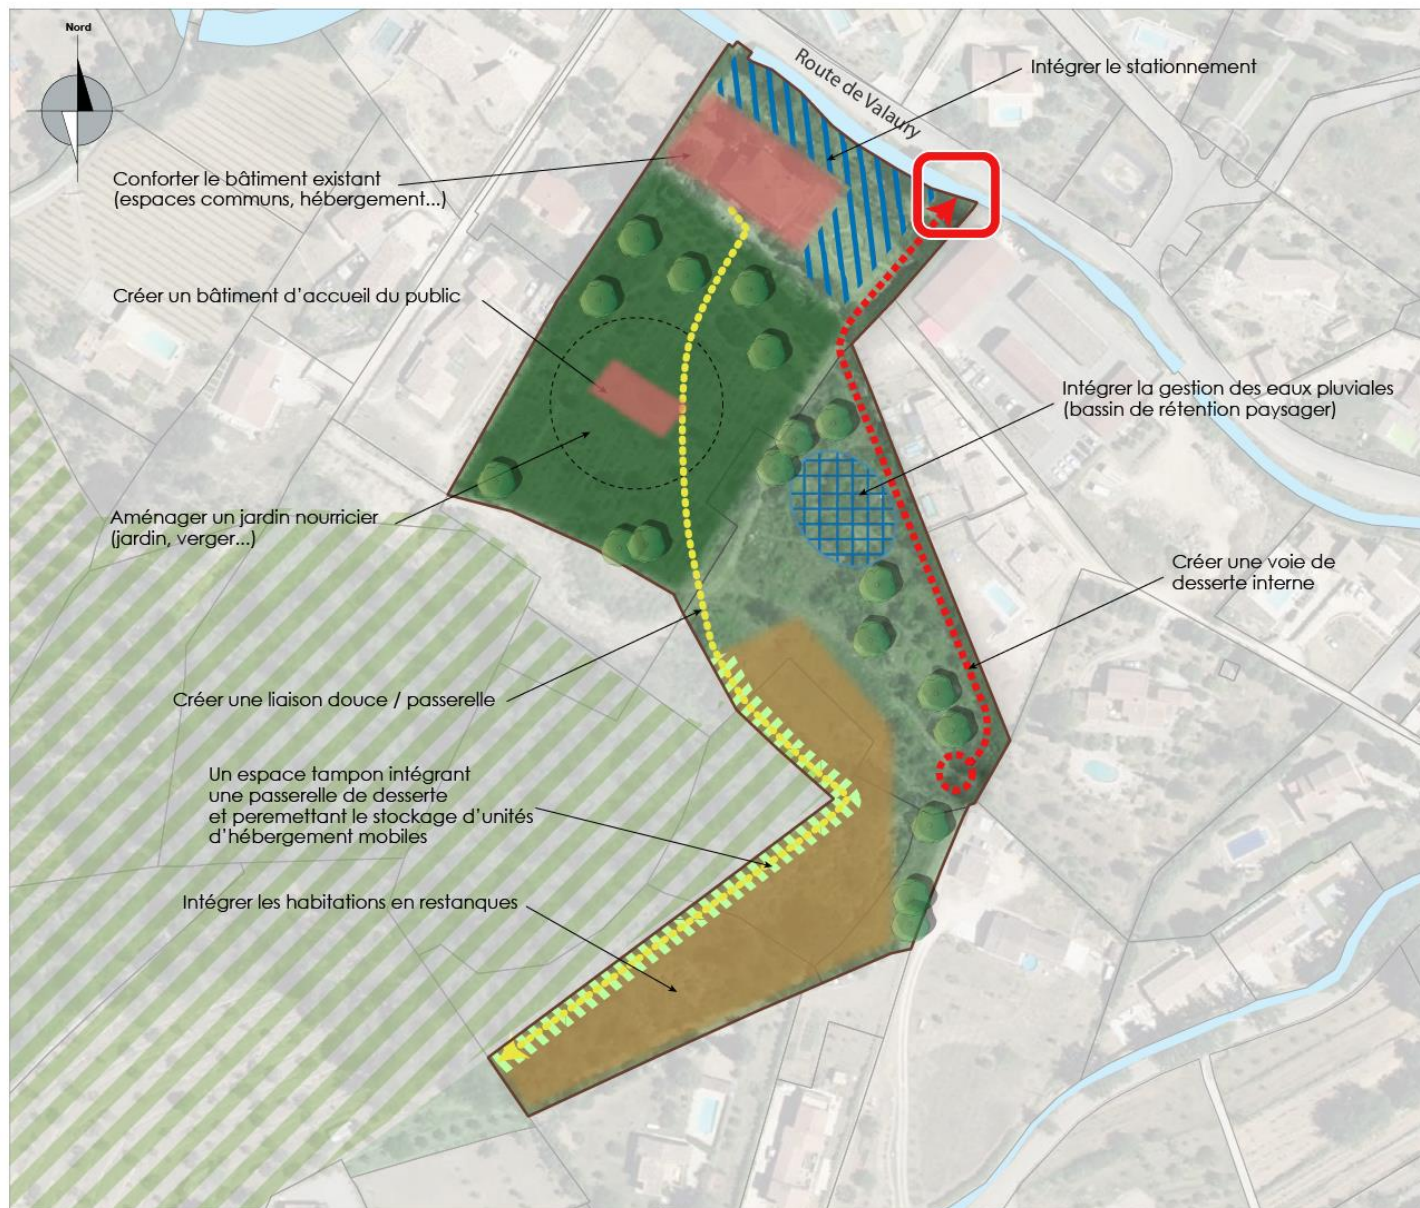 Nord
Route de Valaury
Intégrer le stationnement
Conforter le bâtiment existant
(espaces communs, hébergement...)
Créer un bâtiment d'accueil du public
Intégrer la gestion des eaux pluviales
(bassin de rétention paysager)
Aménager un jardin nourricier
(jardin, verger...)
Créer une voie de
desserte interne
Créer une liaison douce / passerelle
Un espace tampon intégrant
une passerelle de desserte
et peremettant le stockage d'unités
d'hébergement mobiles
Intégrer les habitations en restanques